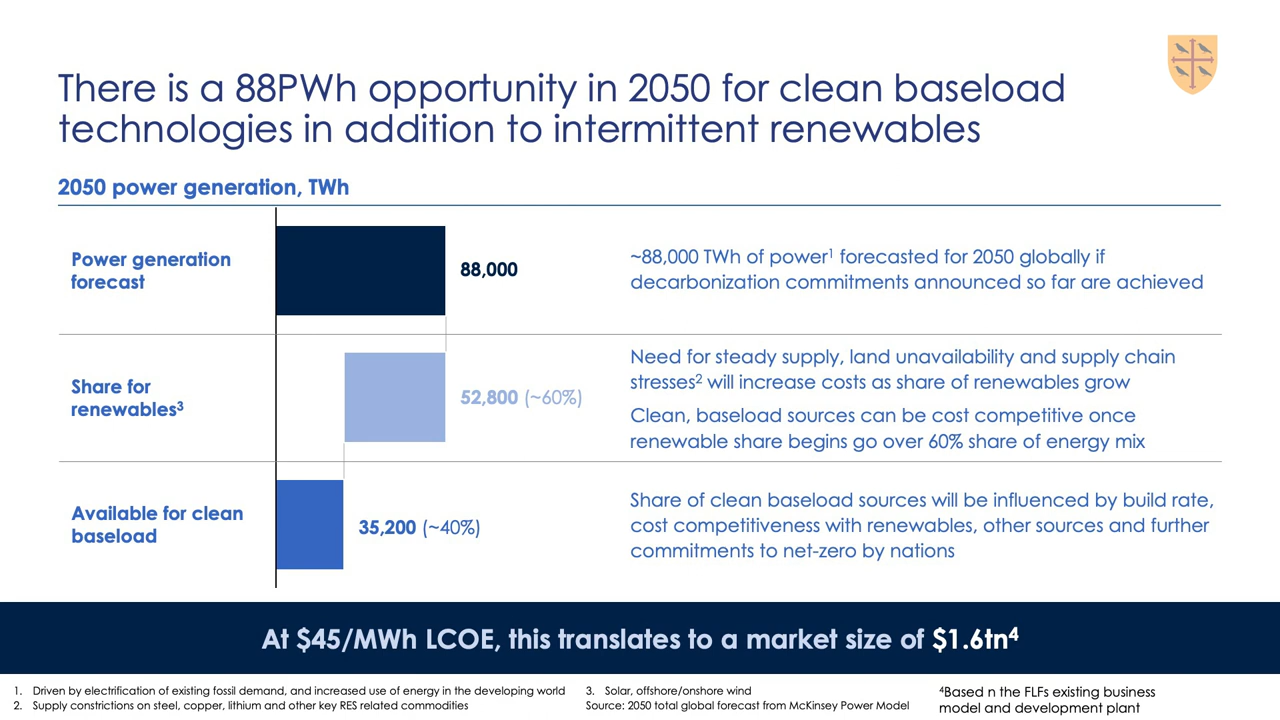 There is a 88PWh opportunity in 2050 for clean baseload
technologies in addition to intermittent renewables
2050 power generation, TWh
Power generation
forecast
88,000
~88,000 TWh of power¹ forecasted for 2050 globally if
decarbonization commitments announced so far are achieved
Share for
renewables³
52,800 (~60%)
Need for steady supply, land unavailability and supply chain
stresses² will increase costs as share of renewables grow
Clean, baseload sources can be cost competitive once
renewable share begins go over 60% share of energy mix
Available for clean
baseload
35,200 (~40%)
Share of clean baseload sources will be influenced by build rate,
cost competitiveness with renewables, other sources and further
commitments to net-zero by nations
At $45/MWh LCOE, this translates to a market size of $1.6tn⁴
1. Driven by electrification of existing fossil demand, and increased use of energy in the developing world
2. Supply constrictions on steel, copper, lithium and other key RES related commodities
3. Solar, offshore/onshore wind
Source: 2050 total global forecast from McKinsey Power Model
⁴Based n the FLFs existing business
model and development plant